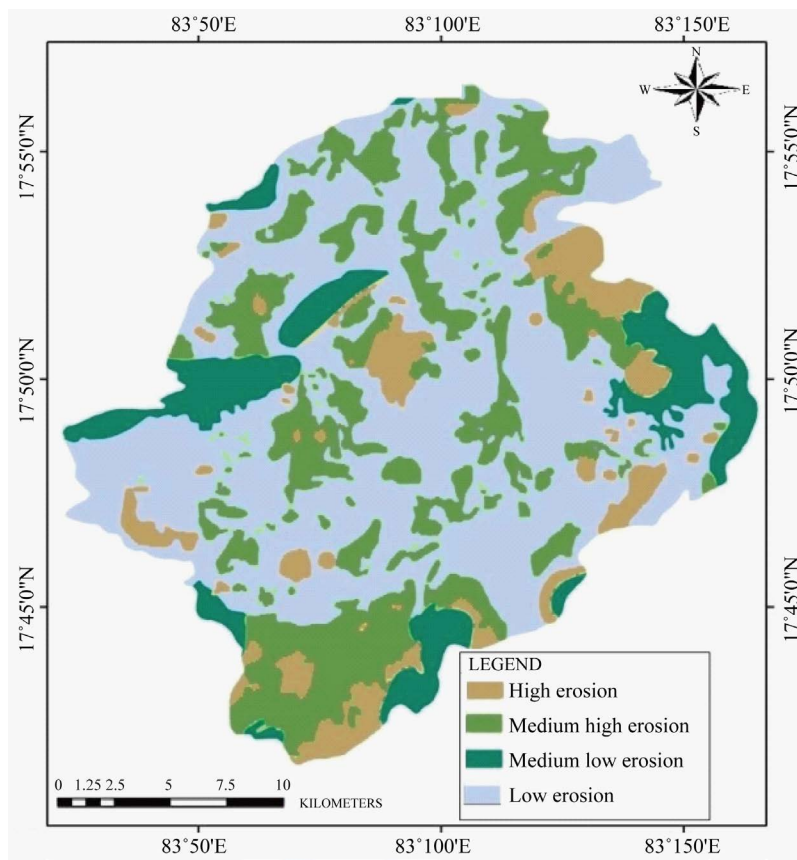 83°50'E 83°100'E 83°150'E
N
W E
S
17°55'0"N 17°55'0"N
17°50'0"N 17°50'0"N
17°45'0"N 17°45'0"N
LEGEND
High erosion
Medium high erosion
Medium low erosion
Low erosion
0 1.25 2.5 5 7.5 10
KILOMETERS
83°50'E 83°100'E 83°150'E